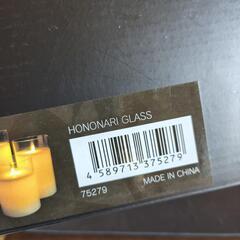 HONONARI GLASS
4 589713 375279
75279
MADE IN CHINA